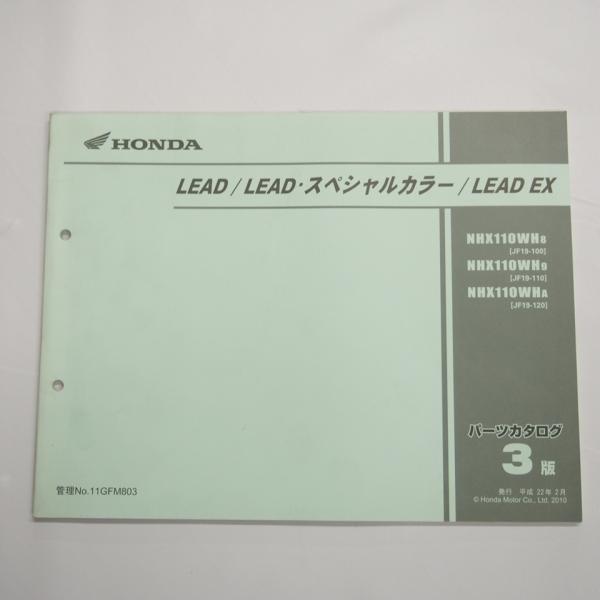 HONDA
LEAD / LEAD・スペシャルカラー / LEAD EX
NHX110WH8
[JF19-100]
NHX110WH9
[JF19-110]
NHX110WHA
[JF19-120]
パーツカタログ
3版
発行 平成 22年 2月
© Honda Motor Co., Ltd. 2010
管理No.11GFM803